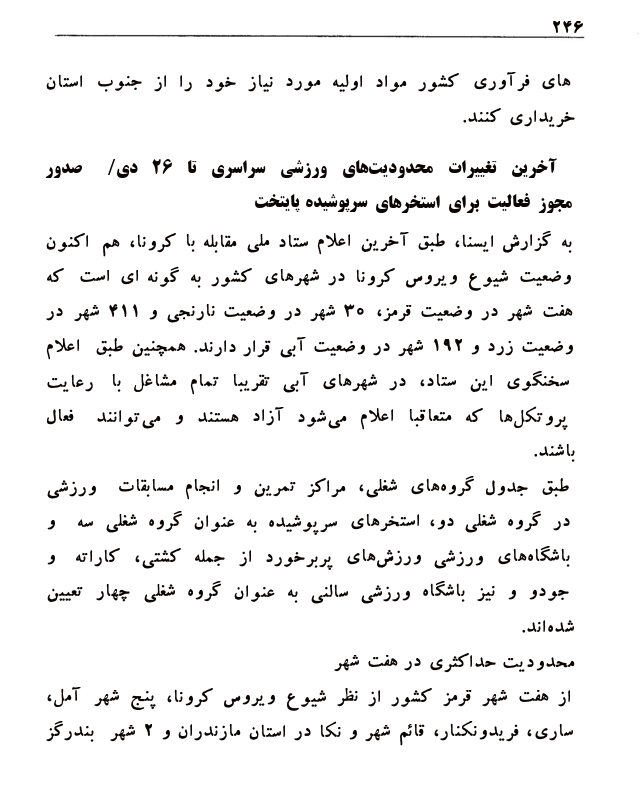 ۲۴۶
های فرآوری کشور مواد اولیه مورد نیاز خود را از جنوب استان
خریداری کنند.
آخرین تغییرات محدودیت‌های ورزشی سراسری تا ۲۶ دی/ صدور
مجوز فعالیت برای استخرهای سرپوشیده پایتخت
به گزارش ایسنا، طبق آخرین اعلام ستاد ملی مقابله با کرونا، هم اکنون
وضعیت شیوع ویروس کرونا در شهرهای کشور به گونه ای است که
هفت شهر در وضعیت قرمز، ۳۰ شهر در وضعیت نارنجی و ۴۱۱ شهر در
وضعیت زرد و ۱۹۲ شهر در وضعیت آبی قرار دارند. همچنین طبق اعلام
سخنگوی این ستاد، در شهرهای آبی تقریبا تمام مشاغل با رعایت
پروتکل‌ها که متعاقبا اعلام می‌شود آزاد هستند و می‌توانند فعال
باشند.
طبق جدول گروه‌های شغلی، مراکز تمرین و انجام مسابقات ورزشی
در گروه شغلی دو، استخرهای سرپوشیده به عنوان گروه شغلی سه و
باشگاه‌های ورزشی ورزش‌های پربرخورد از جمله کشتی، کاراته و
جودو و نیز باشگاه ورزشی سالنی به عنوان گروه شغلی چهار تعیین
شده‌اند.
محدودیت حداکثری در هفت شهر
از هفت شهر قرمز کشور از نظر شیوع ویروس کرونا، پنج شهر آمل،
ساری، فریدونکنار، قائم شهر و نکا در استان مازندران و ۲ شهر بندرگز